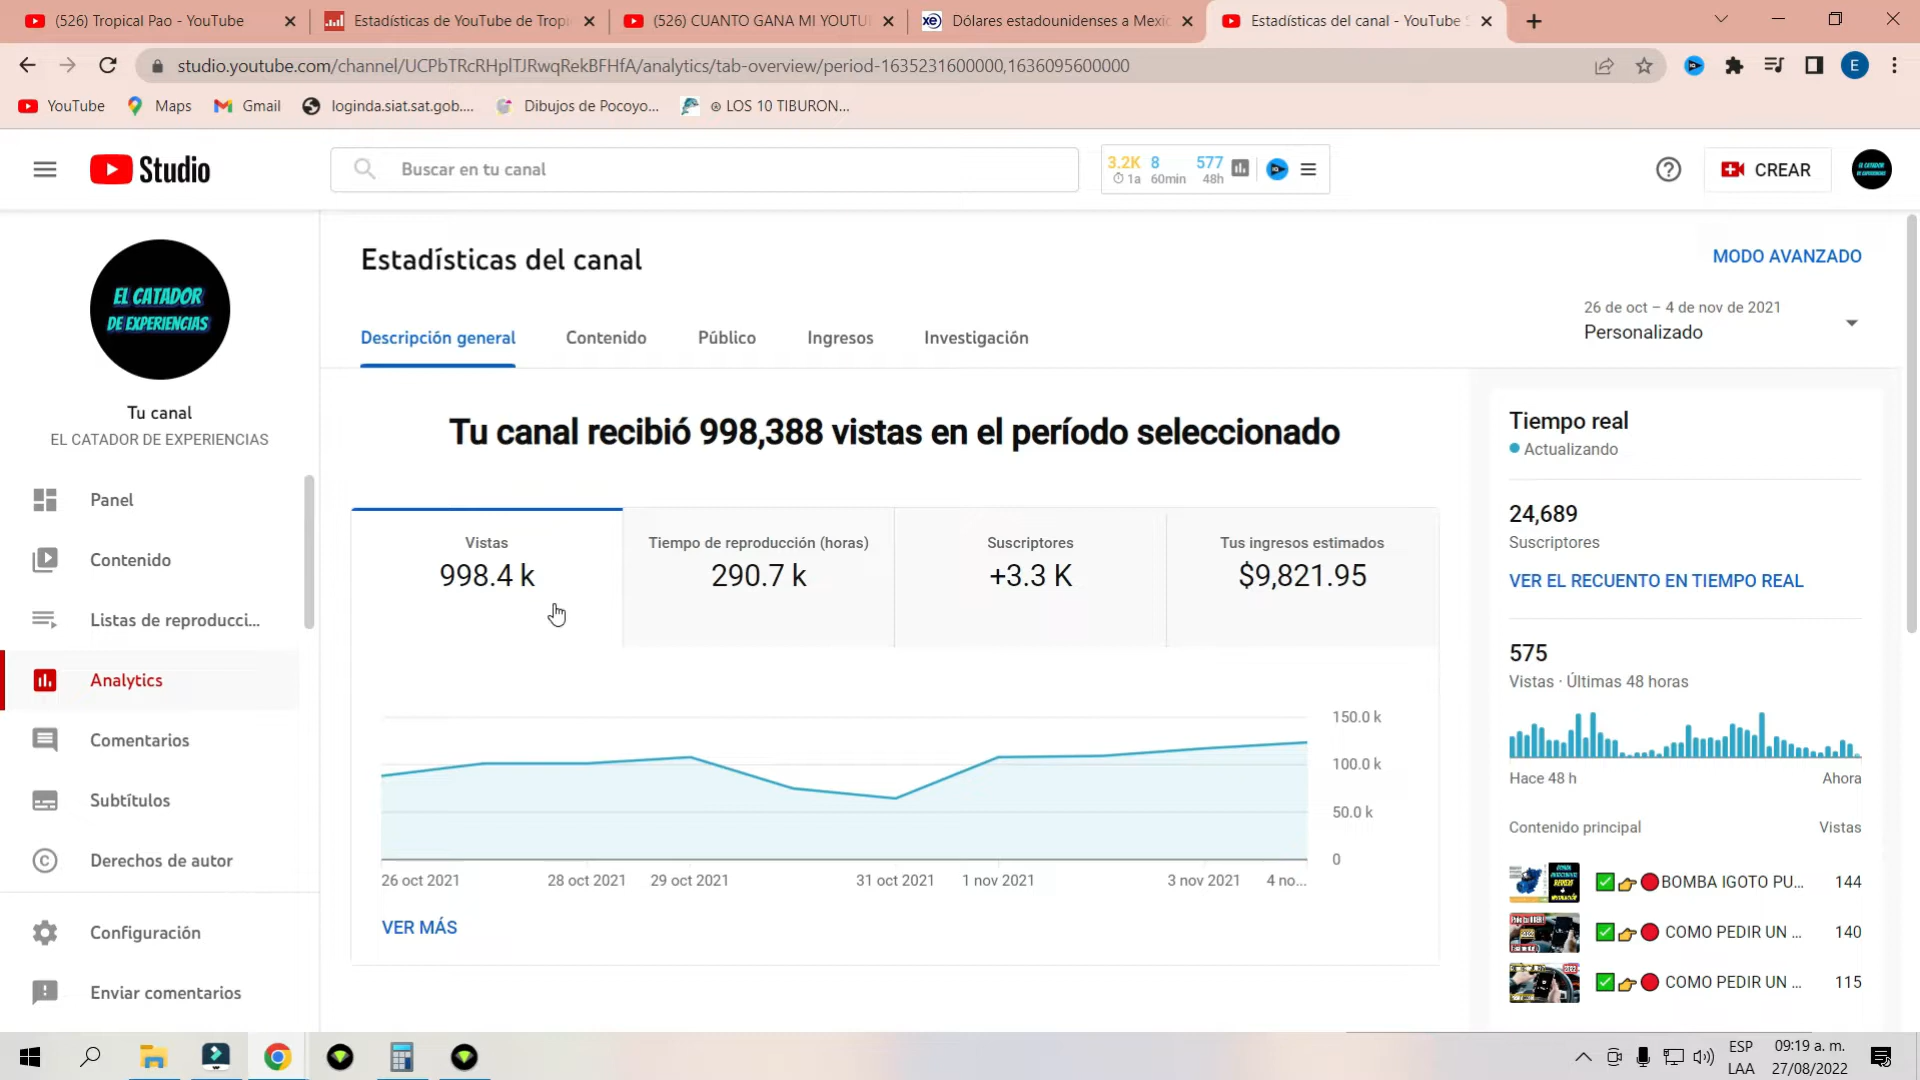 (526) Tropical Pao - YouTube
Estadísticas de YouTube de Tropi
(526) CUANTO GANA MI YOUTU
Dólares estadounidenses a Mexic
Estadísticas del canal - YouTube S
studio.youtube.com/channel/UCPbTRcRHplTJRwqRekBFHfA/analytics/tab-overview/period-1635231600000,1636095600000
E
YouTube
Maps
Gmail
loginda.siat.sat.gob....
Dibujos de Pocoyo...
⊛ LOS 10 TIBURON...
Studio
Buscar en tu canal
3.2K 8 577
1a 60min 48h
CREAR
EL CATADOR
DE EXPERIENCIAS
Tu canal
EL CATADOR DE EXPERIENCIAS
Panel
Contenido
Listas de reproducci...
Analytics
Comentarios
Subtítulos
Derechos de autor
Configuración
Enviar comentarios
Estadísticas del canal
MODO AVANZADO
26 de oct – 4 de nov de 2021
Personalizado
Descripción general
Contenido
Público
Ingresos
Investigación
Tu canal recibió 998,388 vistas en el período seleccionado
Vistas
998.4 k
Tiempo de reproducción (horas)
290.7 k
Suscriptores
+3.3 K
Tus ingresos estimados
$9,821.95
150.0 k
100.0 k
50.0 k
0
26 oct 2021
28 oct 2021
29 oct 2021
31 oct 2021
1 nov 2021
3 nov 2021
4 no...
VER MÁS
Tiempo real
Actualizando
24,689
Suscriptores
VER EL RECUENTO EN TIEMPO REAL
575
Vistas · Últimas 48 horas
Hace 48 h
Ahora
Contenido principal
Vistas
BOMBA IGOTO PU... 144
COMO PEDIR UN ... 140
COMO PEDIR UN ... 115
ESP
LAA
09:19 a. m.
27/08/2022